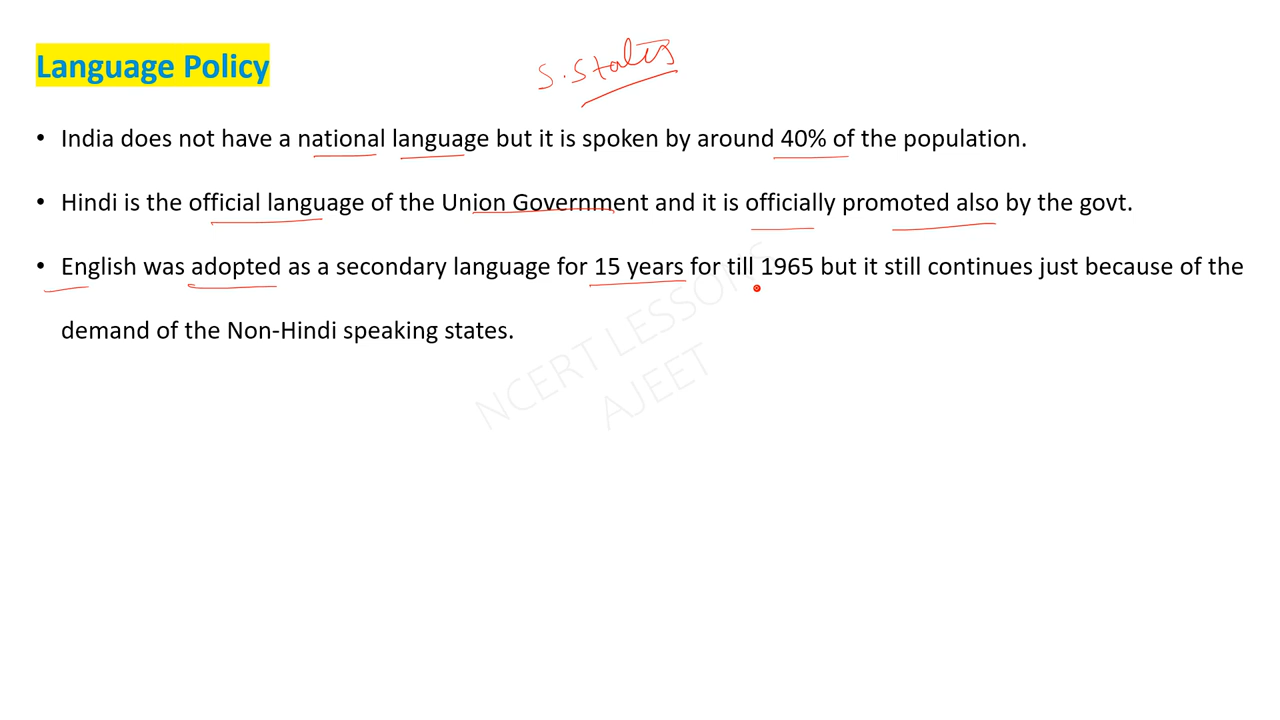 Language Policy
S. States
• India does not have a national language but it is spoken by around 40% of the population.
• Hindi is the official language of the Union Government and it is officially promoted also by the govt.
• English was adopted as a secondary language for 15 years for till 1965 but it still continues just because of the
demand of the Non-Hindi speaking states.
NCERT LESSONS
AJEET